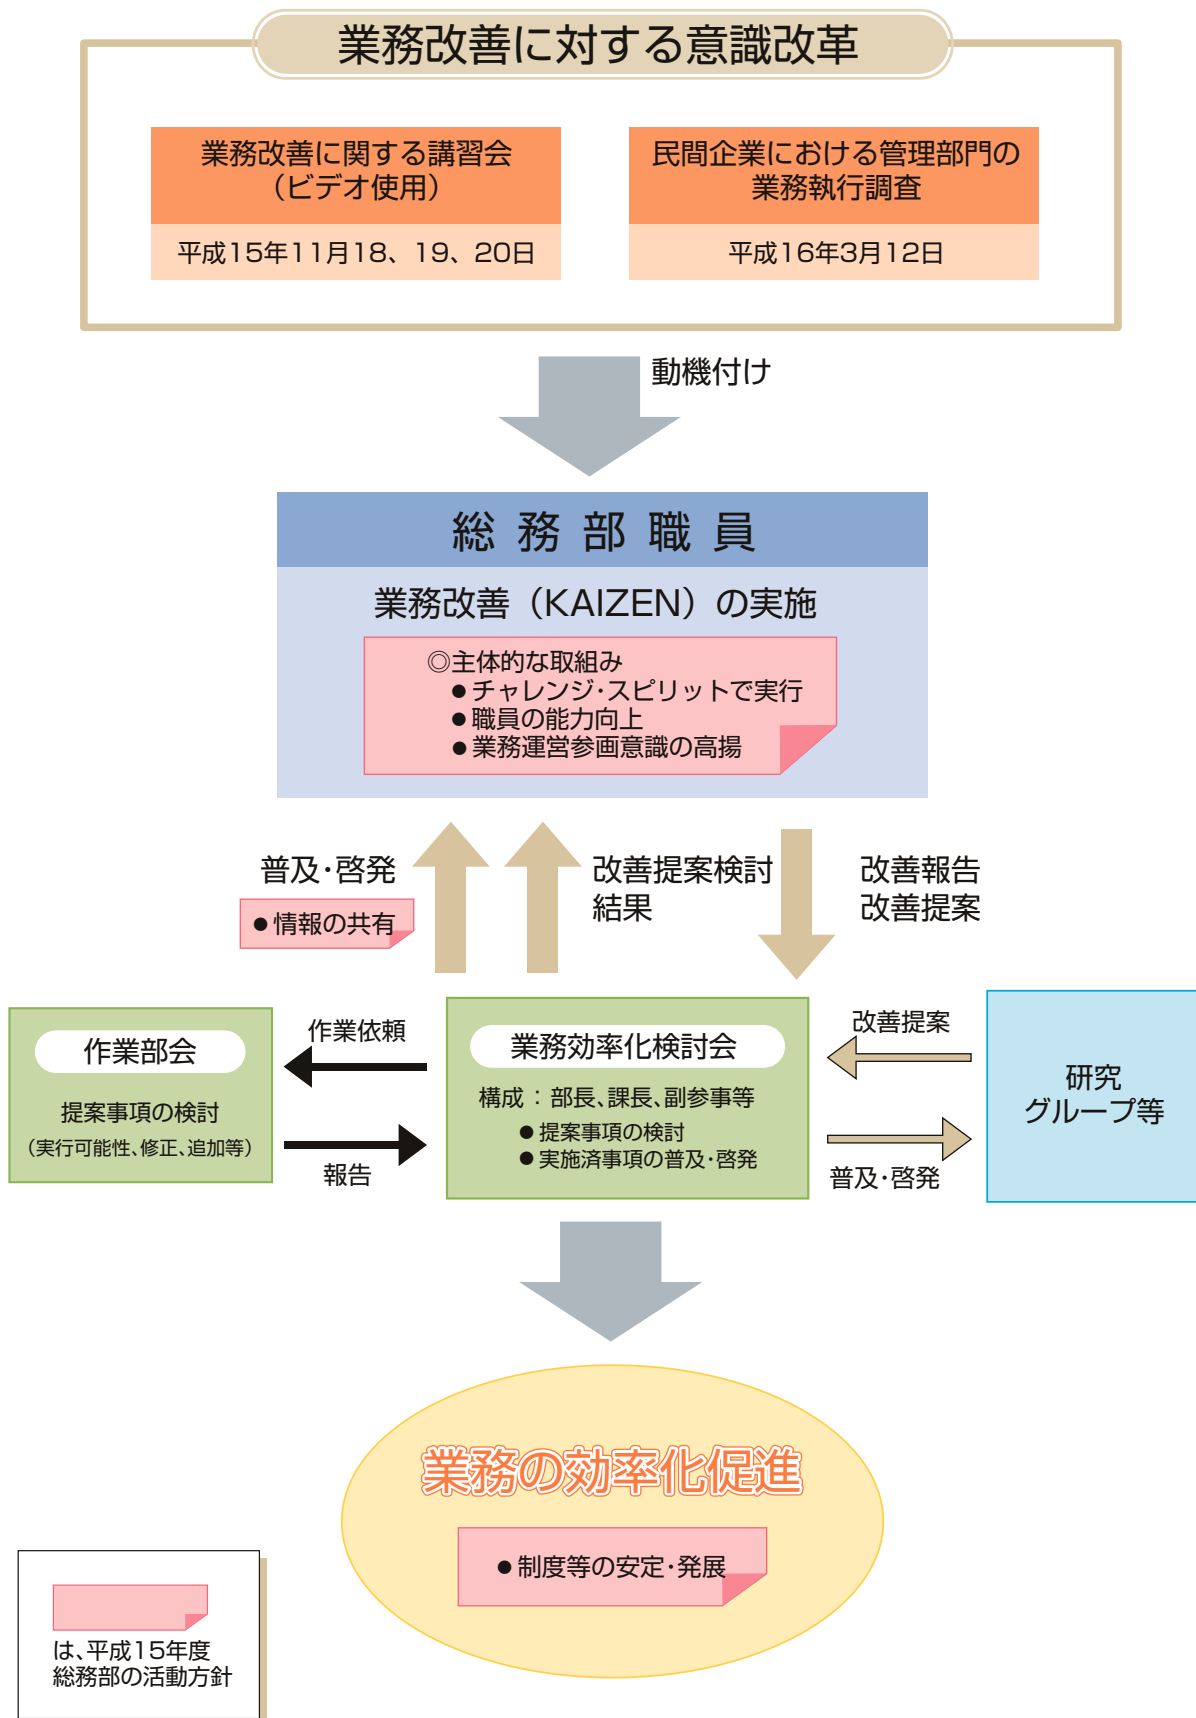 業務改善に対する意識改革
業務改善に関する講習会
(ビデオ使用)
平成15年11月18、19、20日
民間企業における管理部門の
業務執行調査
平成16年3月12日
動機付け
総務部職員
業務改善(KAIZEN)の実施
◎主体的な取組み
●チャレンジ・スピリットで実行
●職員の能力向上
●業務運営参画意識の高揚
普及・啓発
●情報の共有
改善提案検討
結果
改善報告
改善提案
作業部会
提案事項の検討
(実行可能性、修正、追加等)
作業依頼
報告
業務効率化検討会
構成:部長、課長、副参事等
●提案事項の検討
●実施済事項の普及・啓発
改善提案
普及・啓発
研究
グループ等
業務の効率化促進
●制度等の安定・発展
は、平成15年度
総務部の活動方針